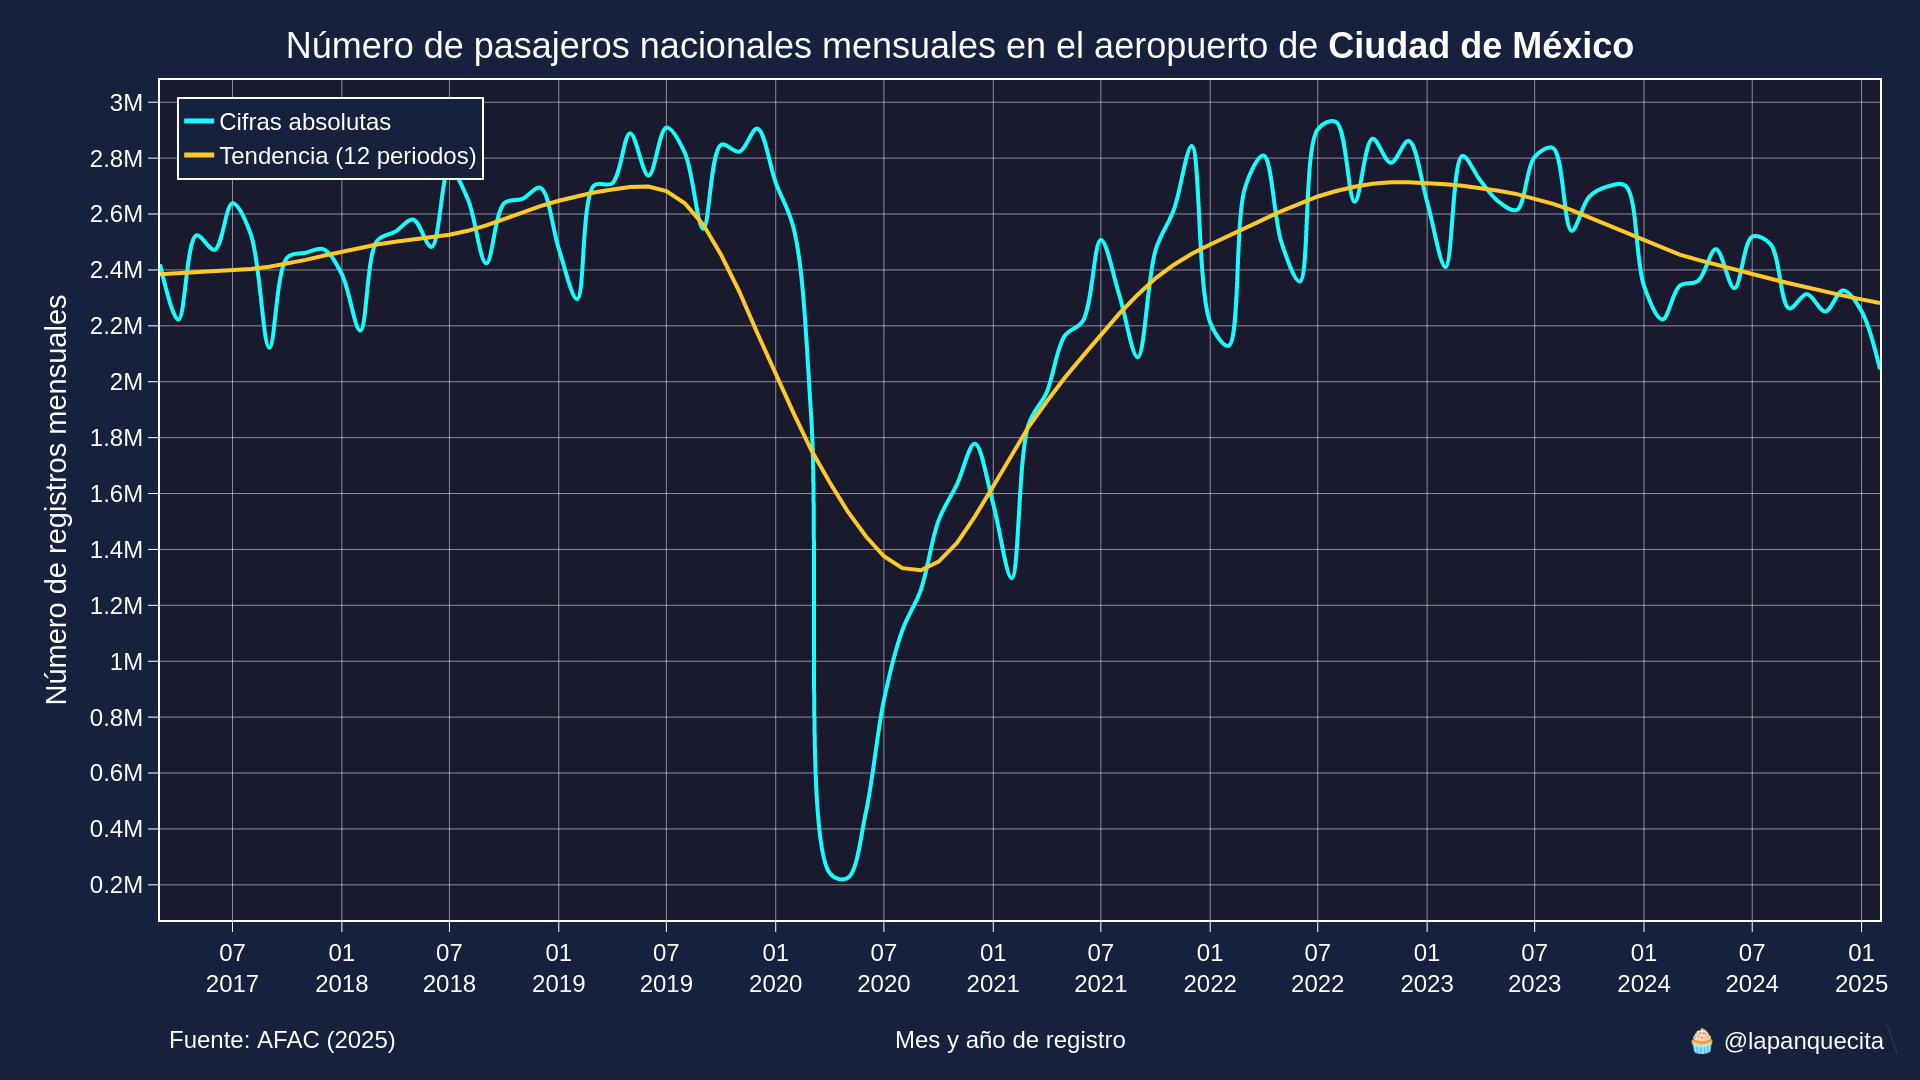 Número de pasajeros nacionales mensuales en el aeropuerto de Ciudad de México
Cifras absolutas
Tendencia (12 periodos)
Número de registros mensuales
3M
2.8M
2.6M
2.4M
2.2M
2M
1.8M
1.6M
1.4M
1.2M
1M
0.8M
0.6M
0.4M
0.2M
07 01 07 01 07 01 07 01 07 01 07 01 07 01 07 01
2017 2018 2018 2019 2019 2020 2020 2021 2021 2022 2022 2023 2023 2024 2024 2025
Fuente: AFAC (2025)
Mes y año de registro
🧁 @lapanquecita